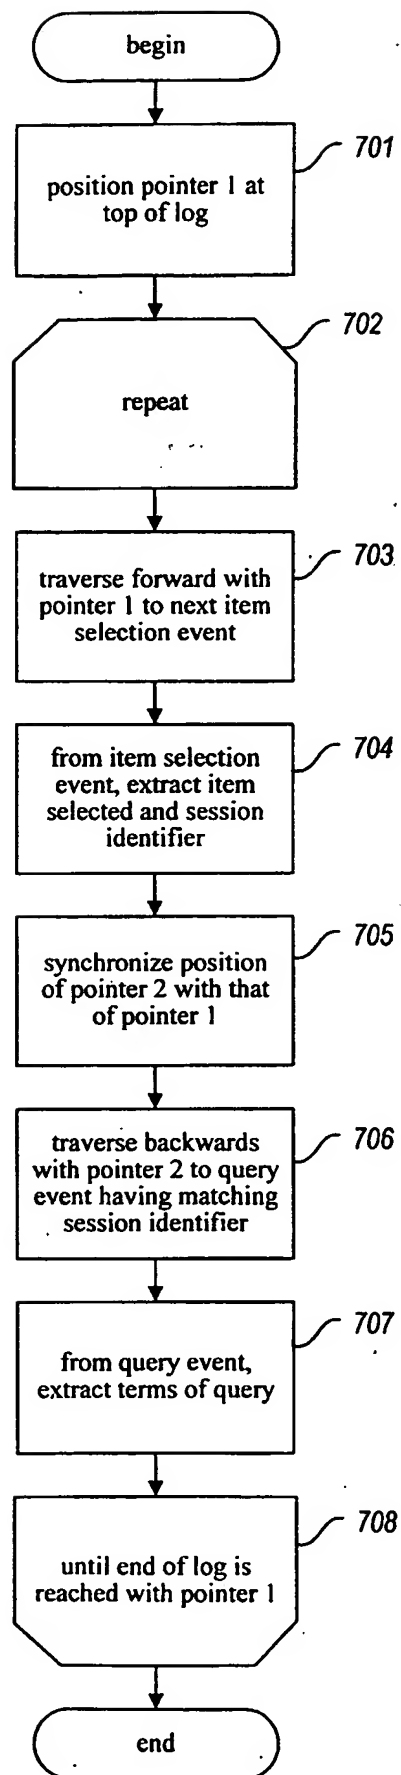 begin
701
position pointer 1 at
top of log
702
repeat
703
traverse forward with
pointer 1 to next item
selection event
704
from item selection
event, extract item
selected and session
identifier
705
synchronize position
of pointer 2 with that
of pointer 1
706
traverse backwards
with pointer 2 to query
event having matching
session identifier
707
from query event,
extract terms of query
708
until end of log is
reached with pointer 1
end